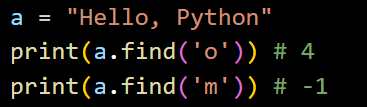 a = "Hello, Python"
print(a.find('o')) # 4
print(a.find('m')) # -1